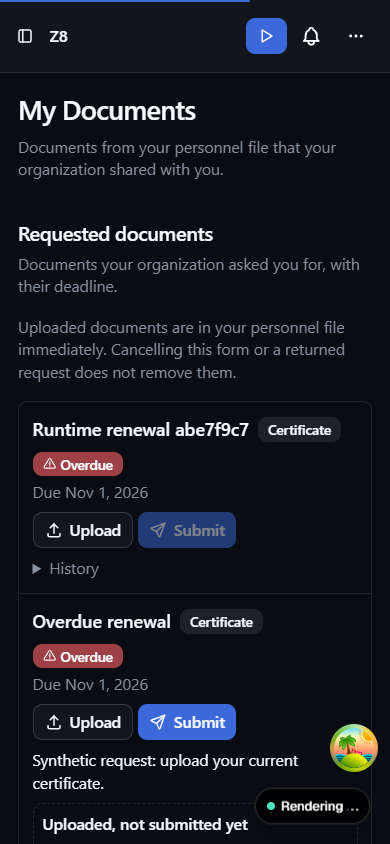 Z8
My Documents
Documents from your personnel file that your
organization shared with you.
Requested documents
Documents your organization asked you for, with
their deadline.
Uploaded documents are in your personnel file
immediately. Cancelling this form or a returned
request does not remove them.
Runtime renewal abe7f9c7 Certificate
Overdue
Due Nov 1, 2026
Upload Submit
History
Overdue renewal Certificate
Overdue
Due Nov 1, 2026
Upload Submit
Synthetic request: upload your current
certificate.
Rendering ...
Uploaded, not submitted yet